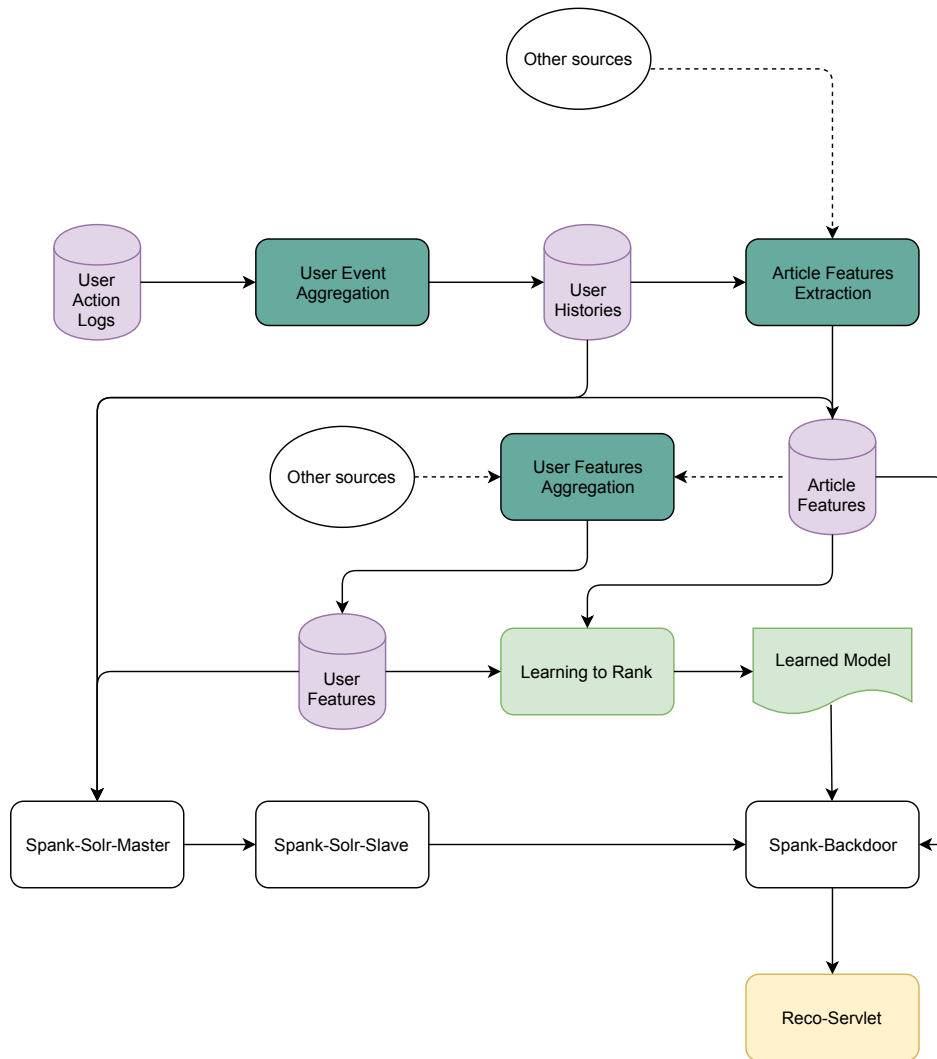 Other sources
User
Action
Logs
User Event
Aggregation
User
Histories
Article Features
Extraction
Other sources
User Features
Aggregation
Article
Features
User
Features
Learning to Rank
Learned Model
Spank-Solr-Master
Spank-Solr-Slave
Spank-Backdoor
Reco-Servlet